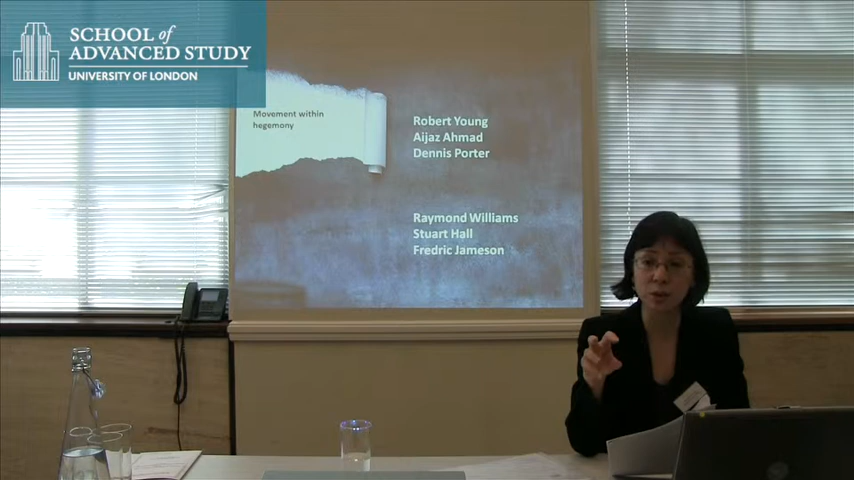 SCHOOL of
ADVANCED STUDY
UNIVERSITY OF LONDON
Movement within
hegemony
Robert Young
Aijaz Ahmad
Dennis Porter
Raymond Williams
Stuart Hall
Fredric Jameson